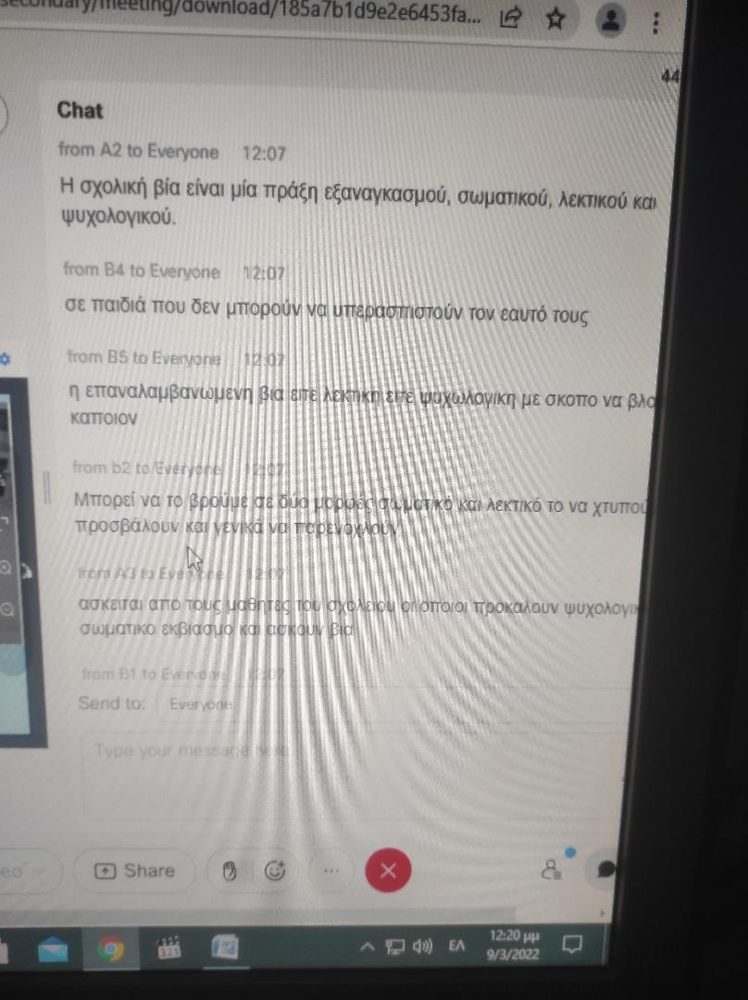 secondary/meeting/download/185a7b1d9e2e6453fa...
44
Chat
from A2 to Everyone 12:07
Η σχολική βία είναι μία πράξη εξαναγκασμού, σωματικού, λεκτικού και
ψυχολογικού.
from B4 to Everyone 12:07
σε παιδιά που δεν μπορούν να υπερασπιστούν τον εαυτό τους
from B5 to Everyone 12:07
η επαναλαμβανωμενη βια ειτε λεκτικη ειτε ψυχωλογικη με σκοπο να
καποιον
from b2 to Everyone 12:07
Μπορεί να το βρούμε σε δύο μορφές σωματικό και λεκτικό το να
προσβάλουν και γενικά να παρενοχλούν
from A3 to Everyone 12:07
ασκειται απο τους μαθητες του σχολειου οι οποιοι προκαλουν
σωματικο εκβιασμο και ασκουν βια
from B1 to Everyone 12:07
Send to: Everyone
Type your message here
Share
ΕΛ
12:20 μμ
9/3/2022